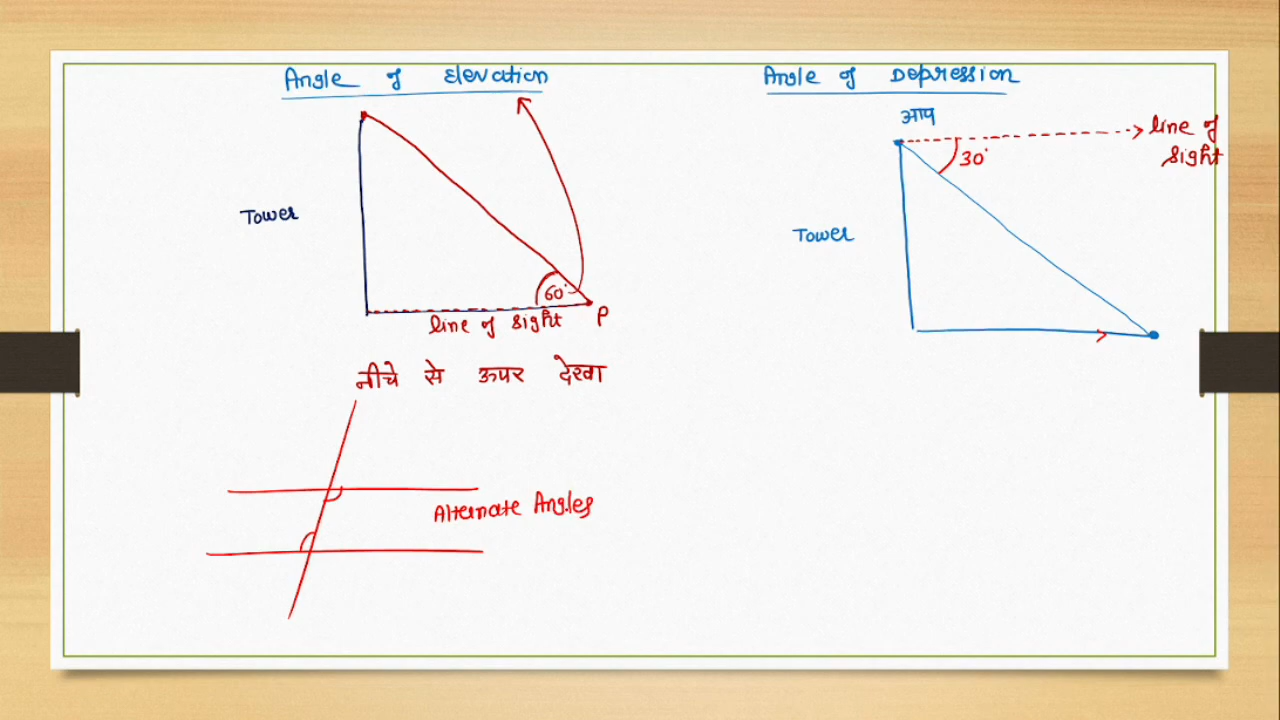 Angle of Elevation
Tower
60°
line of sight P
नीचे से ऊपर देखा
Alternate Angles
Angle of Depression
आप
line of
sight
30°
Tower